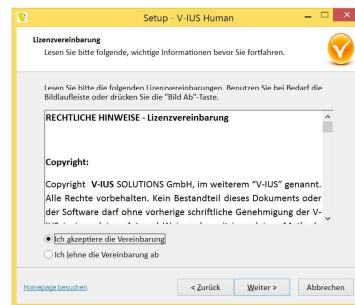 Setup - V-IUS Human
Lizenzvereinbarung
Lesen Sie bitte folgende, wichtige Informationen bevor Sie fortfahren.
Lesen Sie bitte die folgenden Lizenzvereinbarungen. Benutzen Sie bei Bedarf die
Bildlaufleiste oder drücken Sie die "Bild Ab"-Taste.
RECHTLICHE HINWEISE - Lizenzvereinbarung
Copyright:
Copyright V-IUS SOLUTIONS GmbH, im weiterem "V-IUS" genannt.
Alle Rechte vorbehalten. Kein Bestandteil dieses Dokuments oder
der Software darf ohne vorherige schriftliche Genehmigung der V-
Ich akzeptiere die Vereinbarung
Ich lehne die Vereinbarung ab
Homepage besuchen
< Zurück
Weiter >
Abbrechen